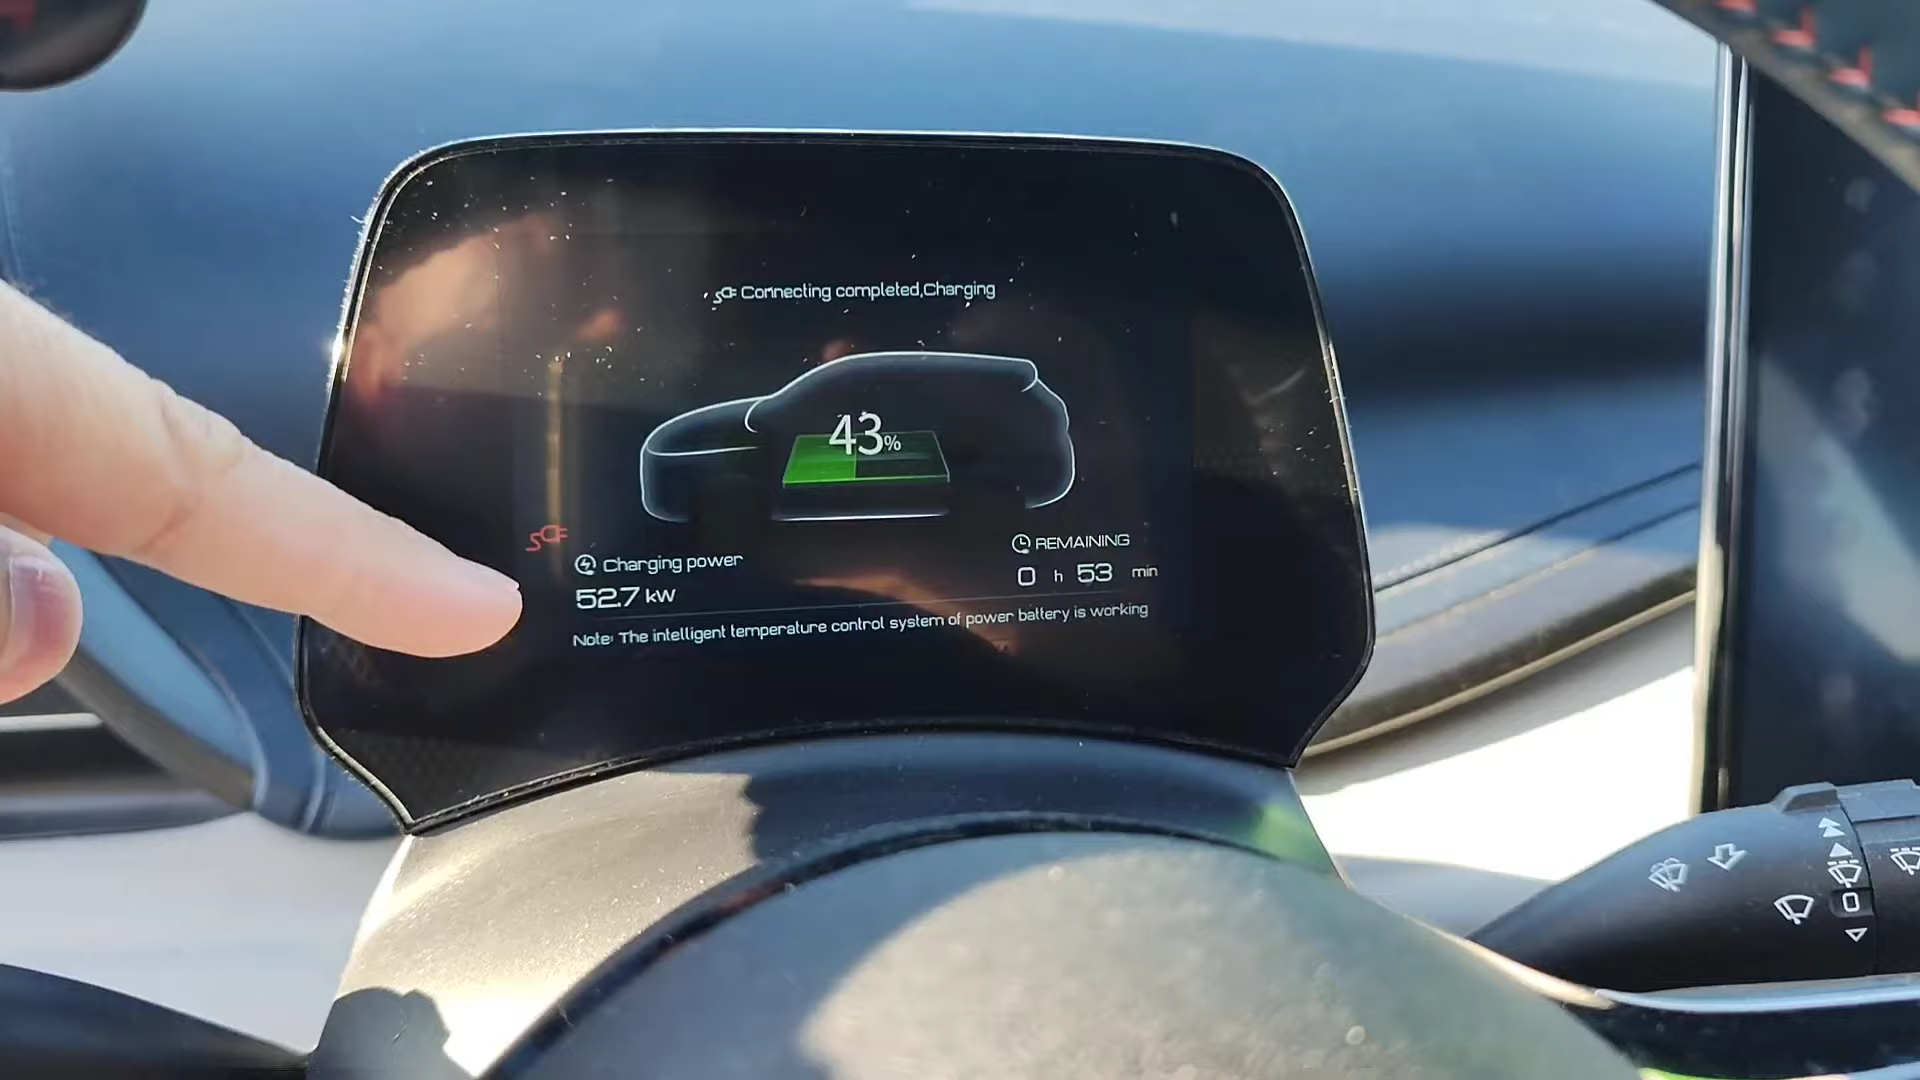 Connecting completed,Charging
43%
Charging power
52.7 kW
REMAINING
0 h 53 min
Note: The intelligent temperature control system of power battery is working
0